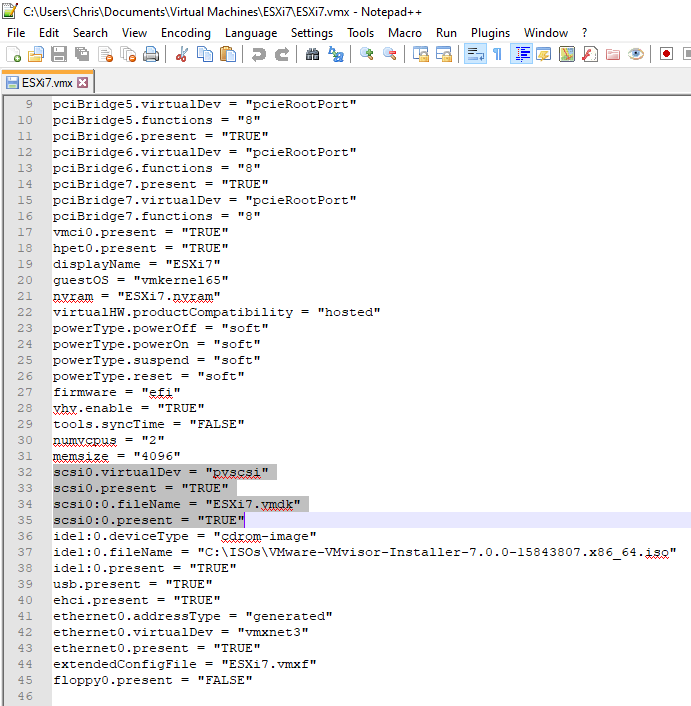 C:\Users\Chris\Documents\Virtual Machines\ESXi7\ESXi7.vmx - Notepad++
File Edit Search View Encoding Language Settings Tools Macro Run Plugins Window ?
ESXi7.vmx
9 pciBridge5.virtualDev = "pcieRootPort"
10 pciBridge5.functions = "8"
11 pciBridge6.present = "TRUE"
12 pciBridge6.virtualDev = "pcieRootPort"
13 pciBridge6.functions = "8"
14 pciBridge7.present = "TRUE"
15 pciBridge7.virtualDev = "pcieRootPort"
16 pciBridge7.functions = "8"
17 vmci0.present = "TRUE"
18 hpet0.present = "TRUE"
19 displayName = "ESXi7"
20 guestOS = "vmkernel65"
21 nvram = "ESXi7.nvram"
22 virtualHW.productCompatibility = "hosted"
23 powerType.powerOff = "soft"
24 powerType.powerOn = "soft"
25 powerType.suspend = "soft"
26 powerType.reset = "soft"
27 firmware = "efi"
28 vhv.enable = "TRUE"
29 tools.syncTime = "FALSE"
30 numvcpus = "2"
31 memsize = "4096"
32 scsi0.virtualDev = "pvscsi"
33 scsi0.present = "TRUE"
34 scsi0:0.fileName = "ESXi7.vmdk"
35 scsi0:0.present = "TRUE"
36 ide1:0.deviceType = "cdrom-image"
37 ide1:0.fileName = "C:\ISOs\VMware-VMvisor-Installer-7.0.0-15843807.x86_64.iso"
38 ide1:0.present = "TRUE"
39 usb.present = "TRUE"
40 ehci.present = "TRUE"
41 ethernet0.addressType = "generated"
42 ethernet0.virtualDev = "vmxnet3"
43 ethernet0.present = "TRUE"
44 extendedConfigFile = "ESXi7.vmxf"
45 floppy0.present = "FALSE"
46